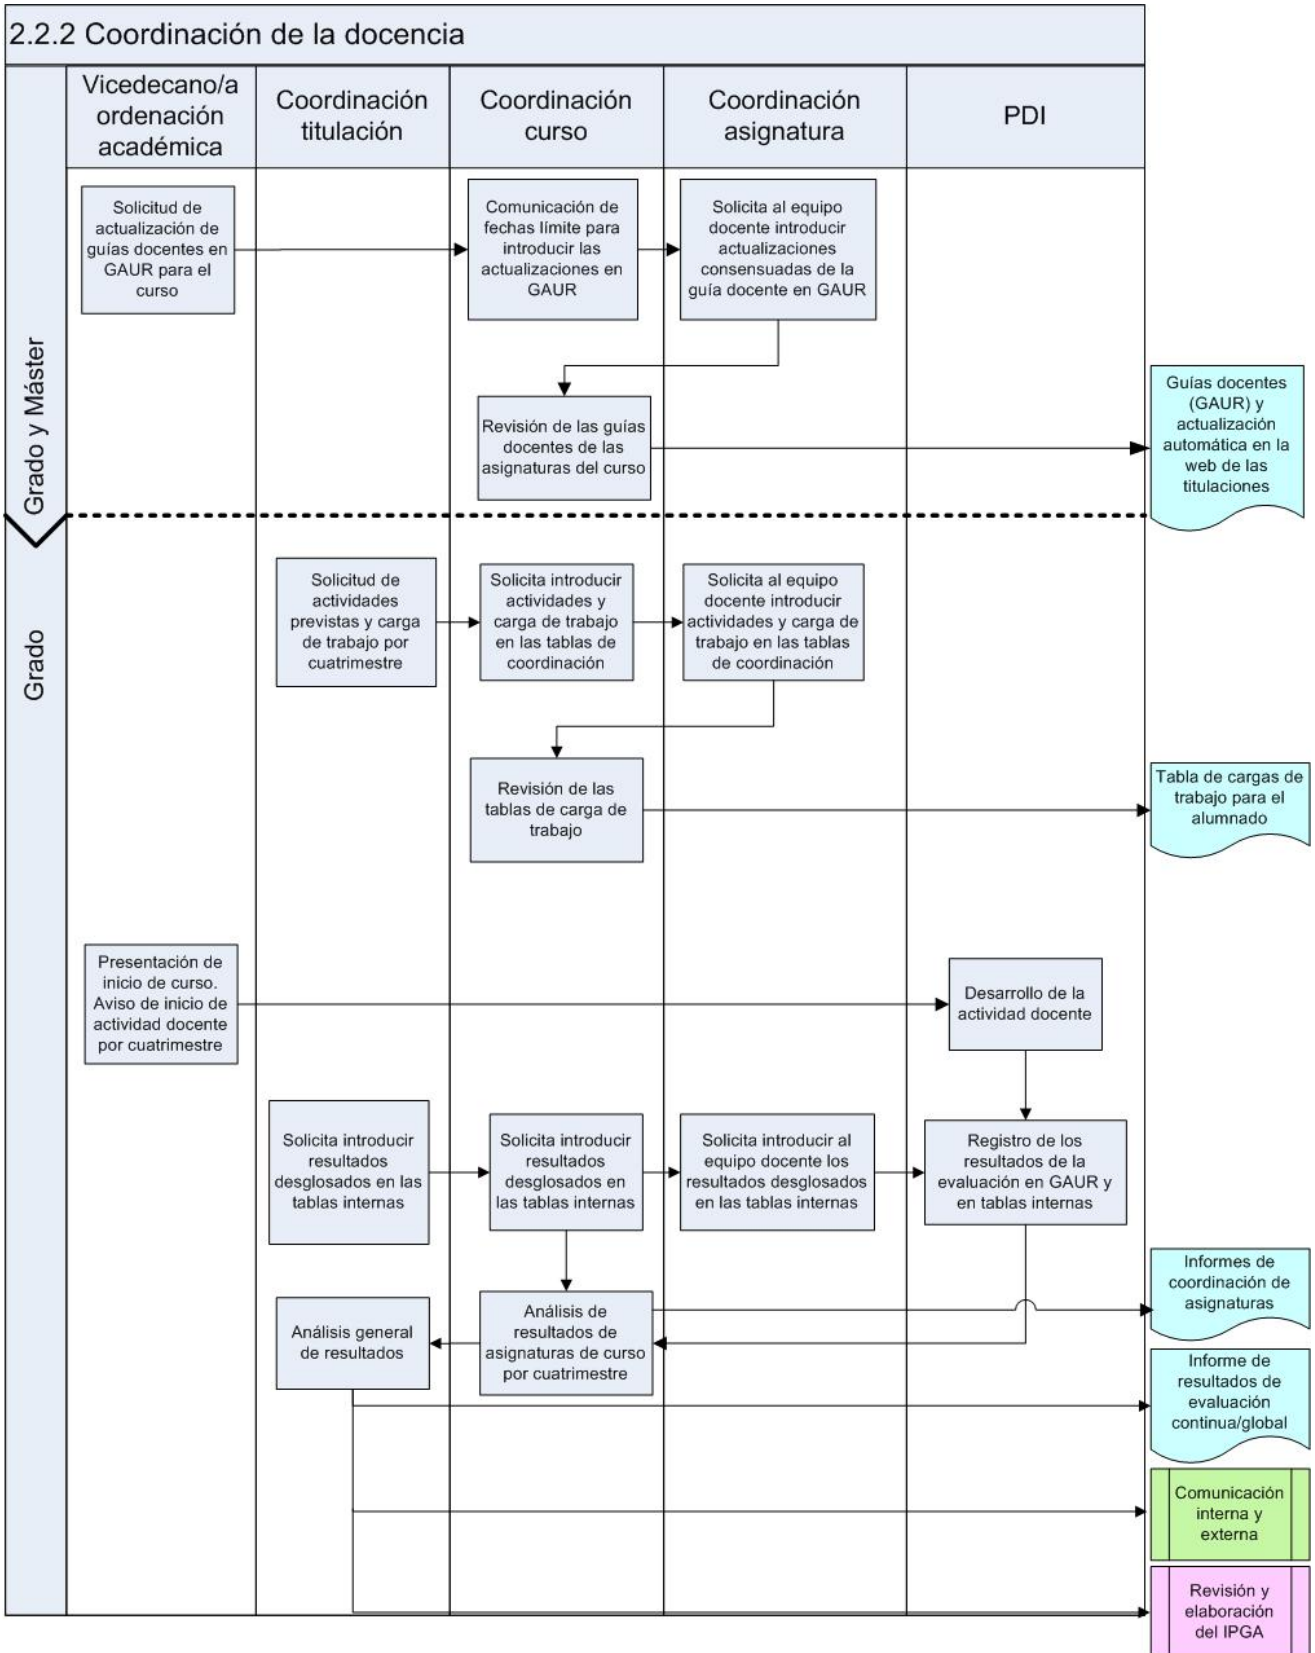 2.2.2 Coordinación de la docencia
Vicedecano/a
ordenación
académica
Coordinación
titulación
Coordinación
curso
Coordinación
asignatura
PDI
Grado y Máster
Solicitud de
actualización de
guías docentes en
GAUR para el
curso
Comunicación de
fechas límite para
introducir las
actualizaciones en
GAUR
Solicita al equipo
docente introducir
actualizaciones
consensuadas de la
guía docente en GAUR
Revisión de las guías
docentes de las
asignaturas del curso
Guías docentes
(GAUR) y
actualización
automática en la
web de las
titulaciones
Grado
Solicitud de
actividades
previstas y carga
de trabajo por
cuatrimestre
Solicita introducir
actividades y
carga de trabajo
en las tablas de
coordinación
Solicita al equipo
docente introducir
actividades y carga de
trabajo en las tablas
de coordinación
Revisión de las
tablas de carga de
trabajo
Tabla de cargas de
trabajo para el
alumnado
Presentación de
inicio de curso.
Aviso de inicio de
actividad docente
por cuatrimestre
Desarrollo de la
actividad docente
Solicita introducir
resultados
desglosados en las
tablas internas
Solicita introducir
resultados
desglosados en
las tablas internas
Solicita introducir al
equipo docente los
resultados desglosados
en las tablas internas
Registro de los
resultados de la
evaluación en GAUR y
en tablas internas
Análisis general
de resultados
Análisis de
resultados de
asignaturas de curso
por cuatrimestre
Informes de
coordinación de
asignaturas
Informe de
resultados de
evaluación
continua/global
Comunicación
interna y
externa
Revisión y
elaboración
del IPGA